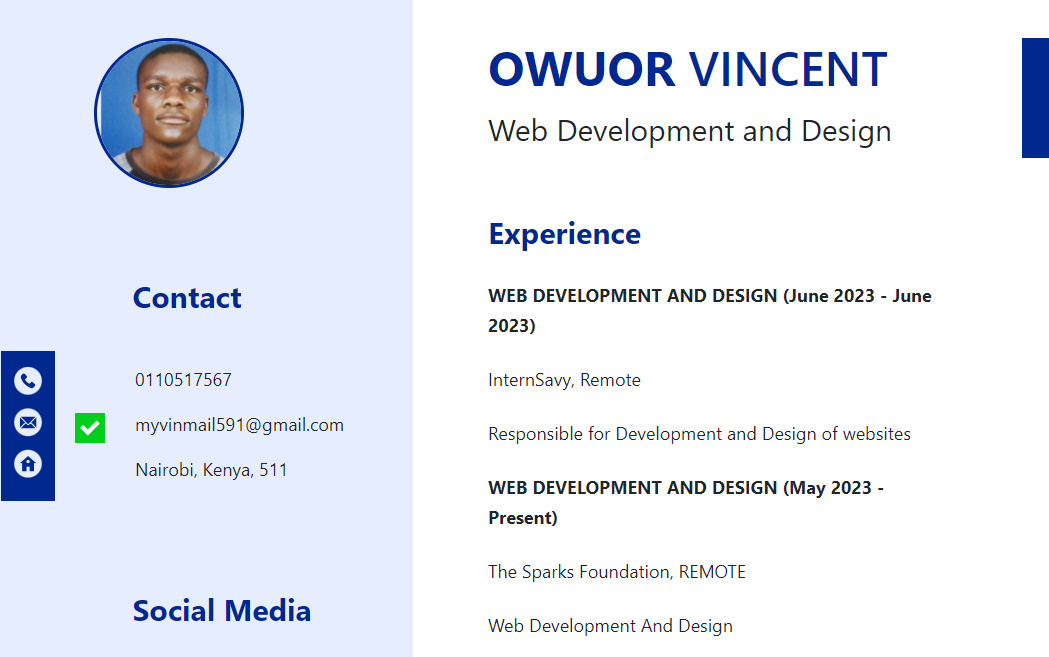 OWUOR VINCENT
Web Development and Design
Contact
0110517567
myvinmail591@gmail.com
Nairobi, Kenya, 511
Social Media
Experience
WEB DEVELOPMENT AND DESIGN (June 2023 - June
2023)
InternSavy, Remote
Responsible for Development and Design of websites
WEB DEVELOPMENT AND DESIGN (May 2023 -
Present)
The Sparks Foundation, REMOTE
Web Development And Design